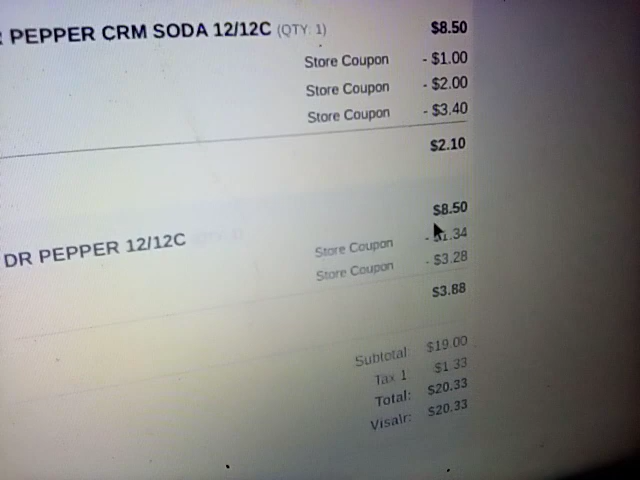 PEPPER CRM SODA 12/12C (QTY: 1) $8.50
Store Coupon - $1.00
Store Coupon - $2.00
Store Coupon - $3.40
$2.10
$8.50
DR PEPPER 12/12C
Store Coupon - $1.34
Store Coupon - $3.28
$3.88
Subtotal: $19.00
Tax 1 $1.33
Total: $20.33
Visa\r: $20.33